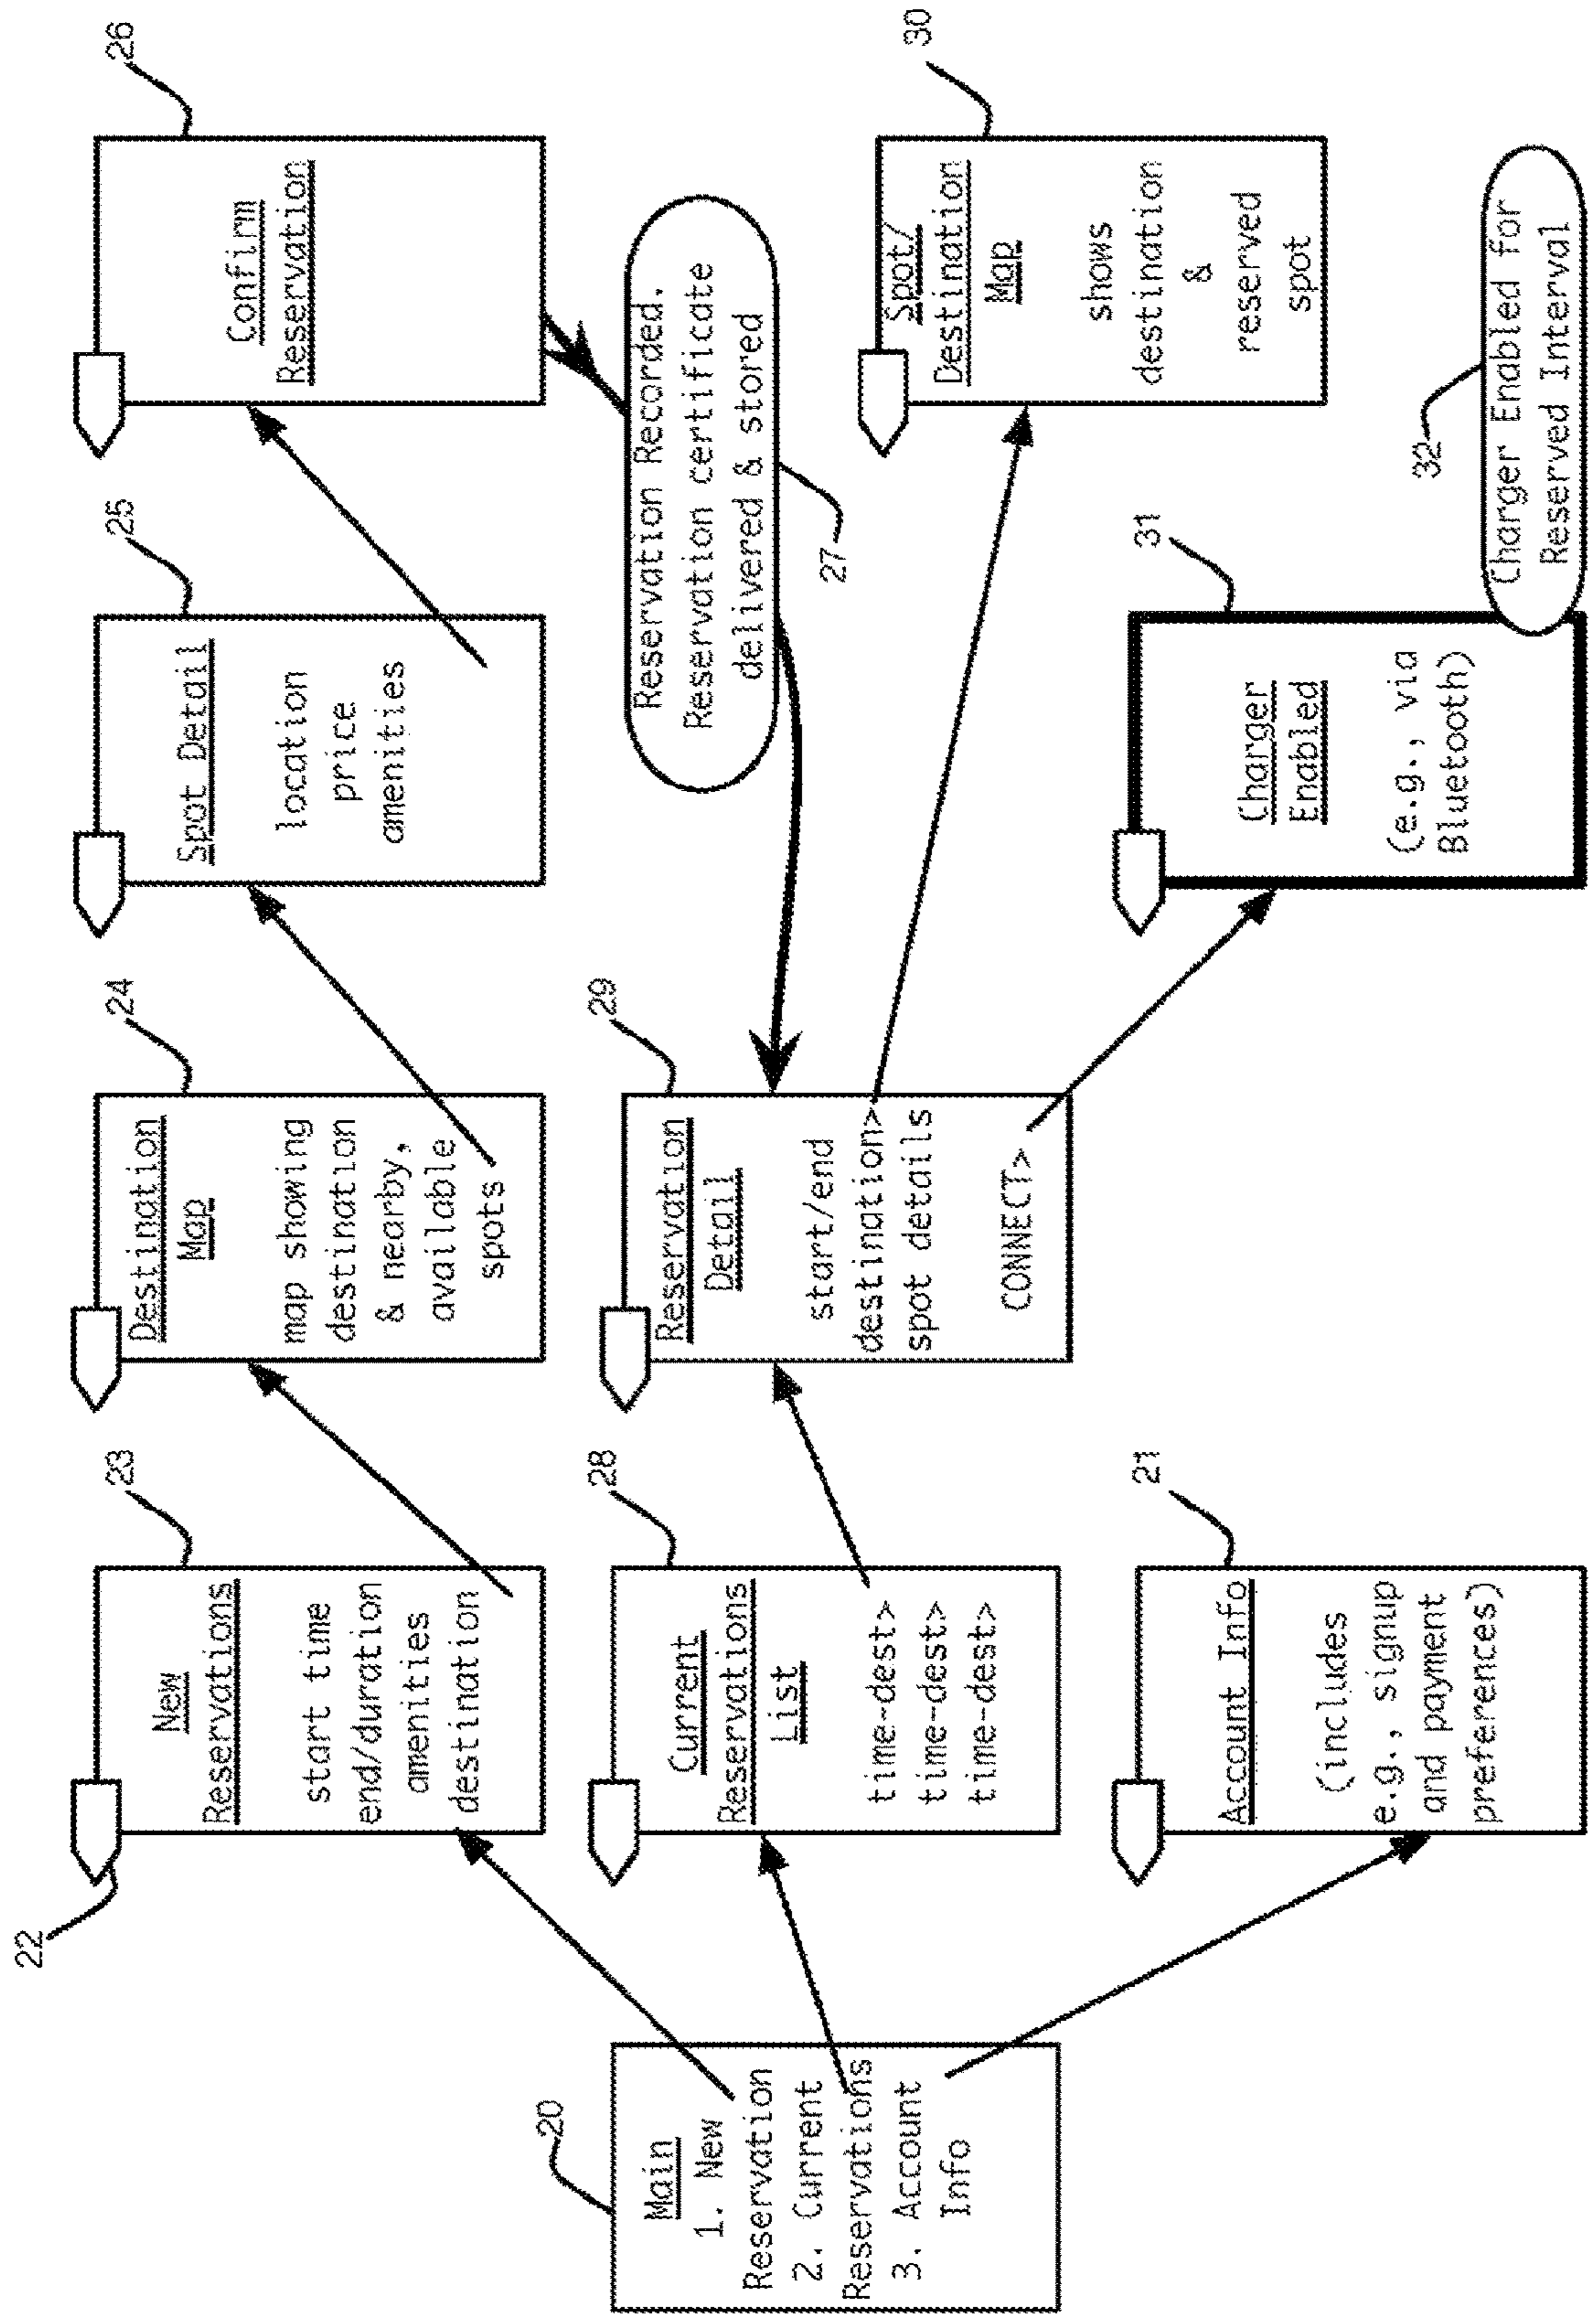 20
Main
1. New
Reservation
2. Current
Reservations
3. Account
Info
22
23
New
Reservations
start time
end/duration
amenities
destination
24
Destination
Map
map showing
destination
& nearby,
available
spots
25
Spot Detail
location
price
amenities
26
Confirm
Reservation
Reservation Recorded.
Reservation certificate
delivered & stored
27
28
Current
Reservations
List
time-dest>
time-dest>
time-dest>
29
Reservation
Detail
start/end
destination>
spot details
CONNECT>
30
Spot/
Destination
Map
shows
destination
&
reserved
spot
21
Account Info
(includes
e.g., signup
and payment
preferences)
31
Charger
Enabled
(e.g., via
Bluetooth)
32
Charger Enabled for
Reserved Interval